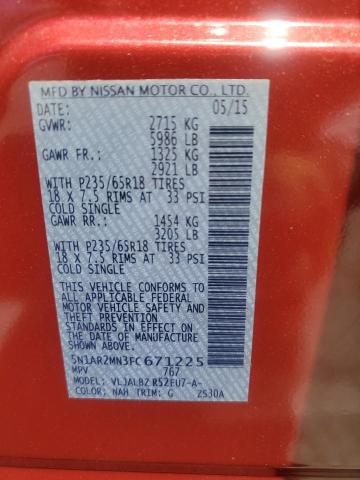 MFD BY NISSAN MOTOR CO., LTD.
DATE: 05/15
GVWR: 2715 KG
5986 LB
GAWR FR.: 1325 KG
2921 LB
WITH P235/65R18 TIRES
18 X 7.5 RIMS AT 33 PSI
COLD SINGLE
GAWR RR.: 1454 KG
3205 LB
WITH P235/65R18 TIRES
18 X 7.5 RIMS AT 33 PSI
COLD SINGLE
THIS VEHICLE CONFORMS TO
ALL APPLICABLE FEDERAL
MOTOR VEHICLE SAFETY AND
THEFT PREVENTION
STANDARDS IN EFFECT ON
THE DATE OF MANUFACTURE
SHOWN ABOVE.
5N1AR2MN3FC671225
MPV 767
MODEL: VLJALB2 R52EU7-A-
COLOR: NAH TRIM: G 2530A